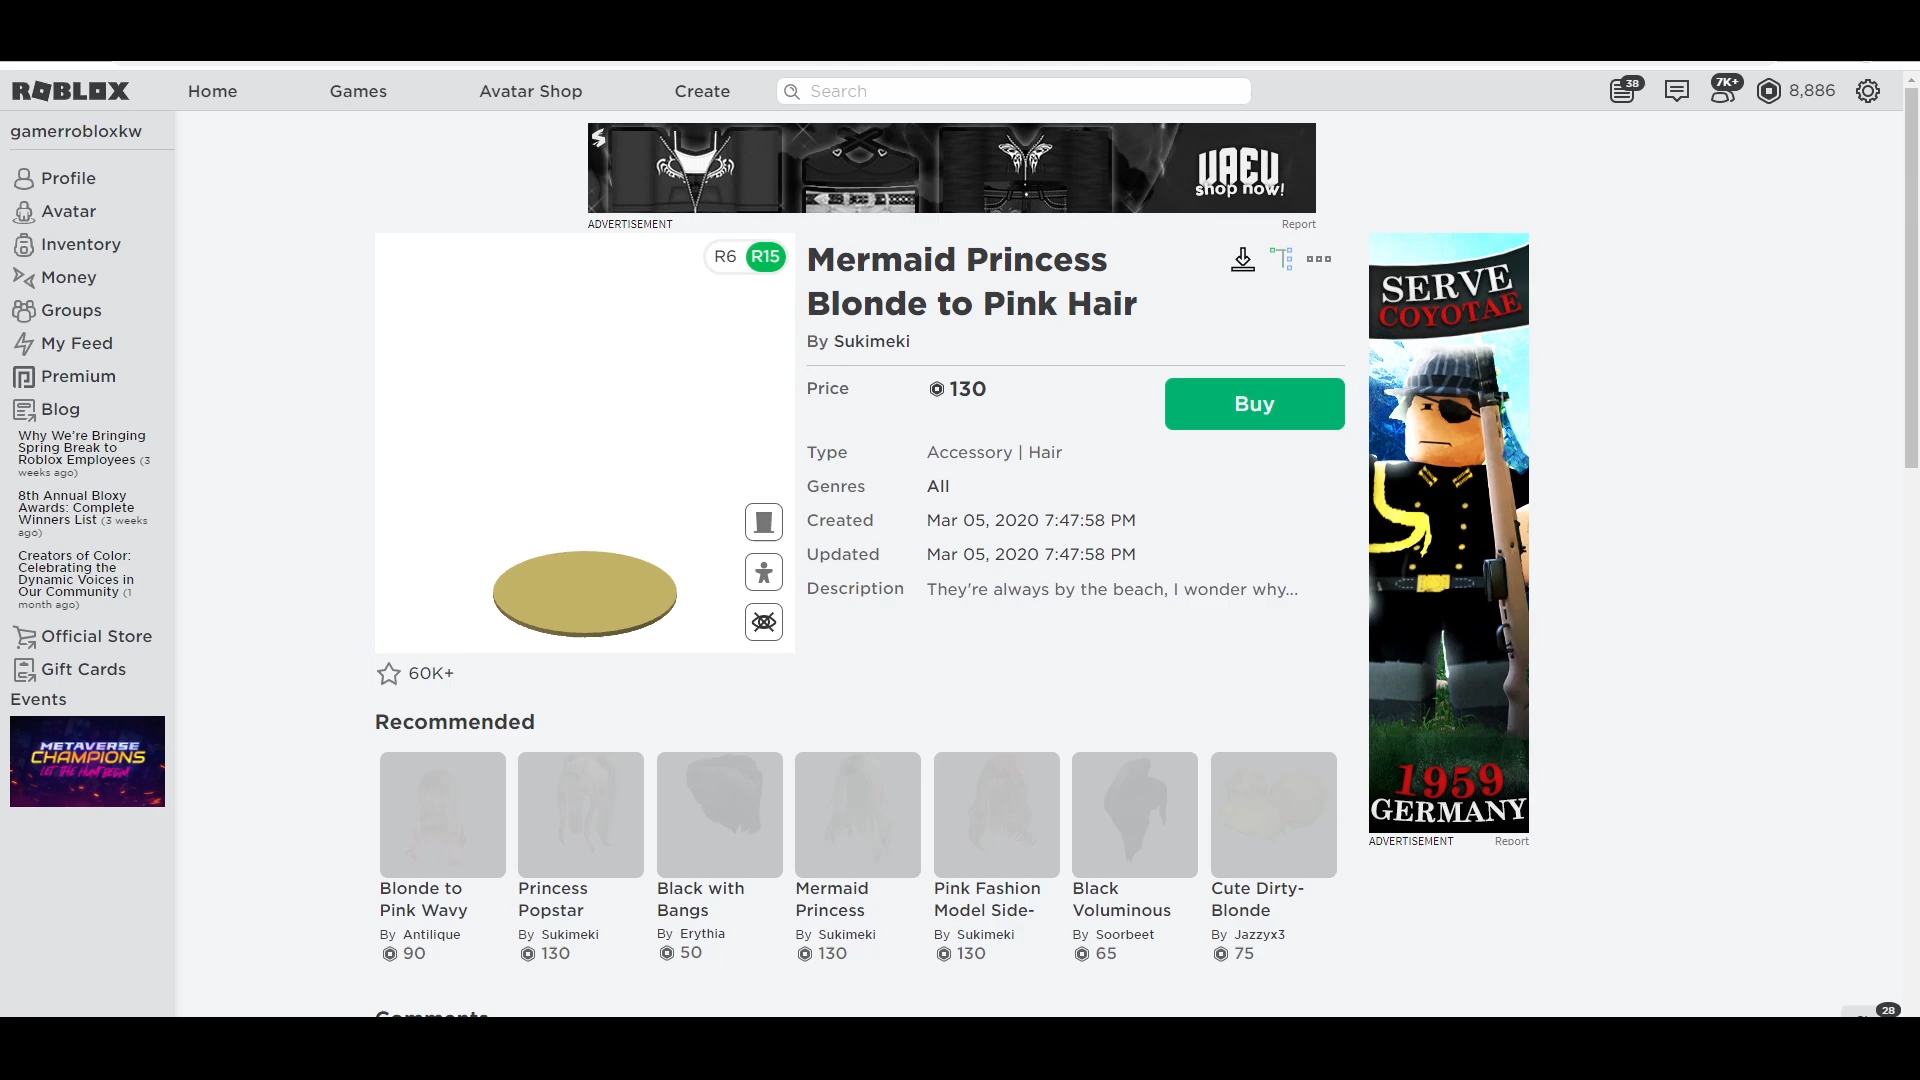 ROBLOX
Home
Games
Avatar Shop
Create
Search
38
7K+
8,886
gamerrobloxkw
Profile
Avatar
Inventory
Money
Groups
My Feed
Premium
Blog
Why We're Bringing
Spring Break to
Roblox Employees (3
weeks ago)
8th Annual Bloxy
Awards: Complete
Winners List (3 weeks
ago)
Creators of Color:
Celebrating the
Dynamic Voices in
Our Community (1
month ago)
Official Store
Gift Cards
Events
METAVERSE
CHAMPIONS
LET THE HUNT BEGIN
UAEU
shop now!
ADVERTISEMENT
Report
R6
R15
Mermaid Princess
Blonde to Pink Hair
By Sukimeki
Price
130
Buy
Type
Accessory | Hair
Genres
All
Created
Mar 05, 2020 7:47:58 PM
Updated
Mar 05, 2020 7:47:58 PM
Description
They're always by the beach, I wonder why...
60K+
SERVE
COYOTAE
1959
GERMANY
ADVERTISEMENT
Report
Recommended
Blonde to
Pink Wavy
By Antilique
90
Princess
Popstar
By Sukimeki
130
Black with
Bangs
By Erythia
50
Mermaid
Princess
By Sukimeki
130
Pink Fashion
Model Side-
By Sukimeki
130
Black
Voluminous
By Soorbeet
65
Cute Dirty-
Blonde
By Jazzyx3
75
Comments
28